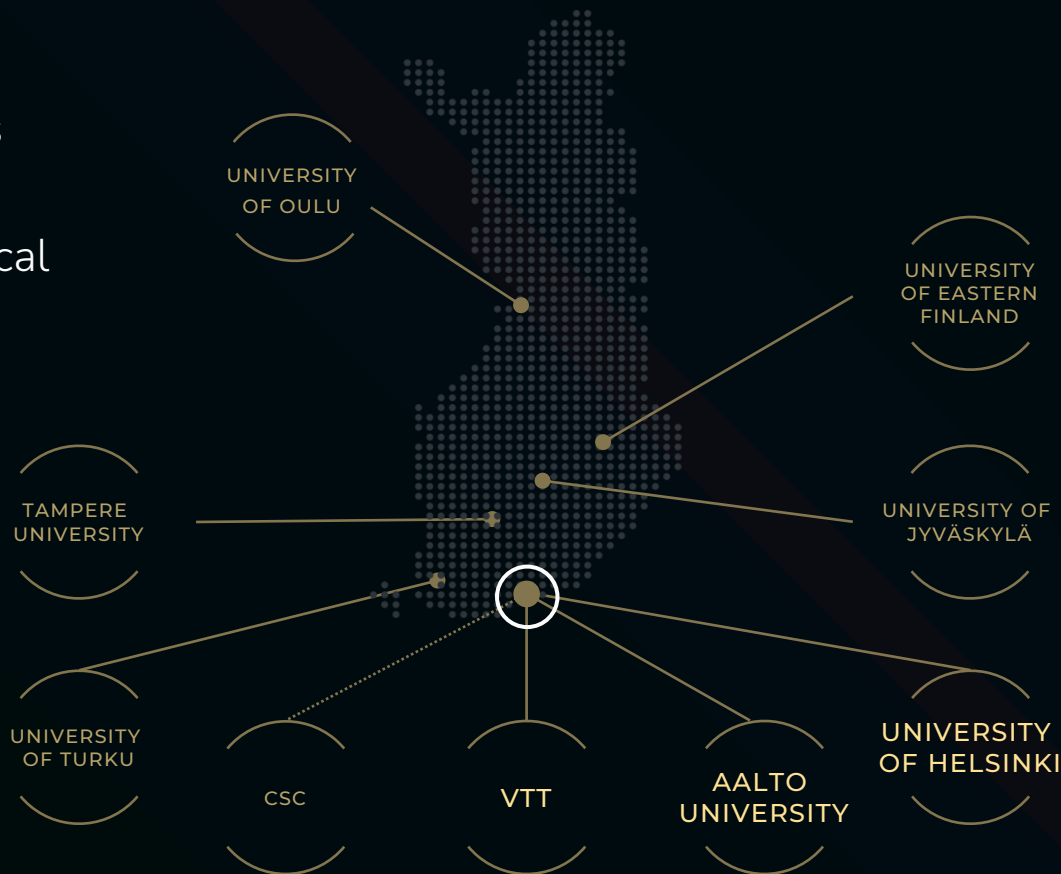 cal
UNIVERSITY
OF OULU
UNIVERSITY
OF EASTERN
FINLAND
TAMPERE
UNIVERSITY
UNIVERSITY OF
JYVÄSKYLÄ
UNIVERSITY
OF TURKU
CSC
VTT
AALTO
UNIVERSITY
UNIVERSITY
OF HELSINKI